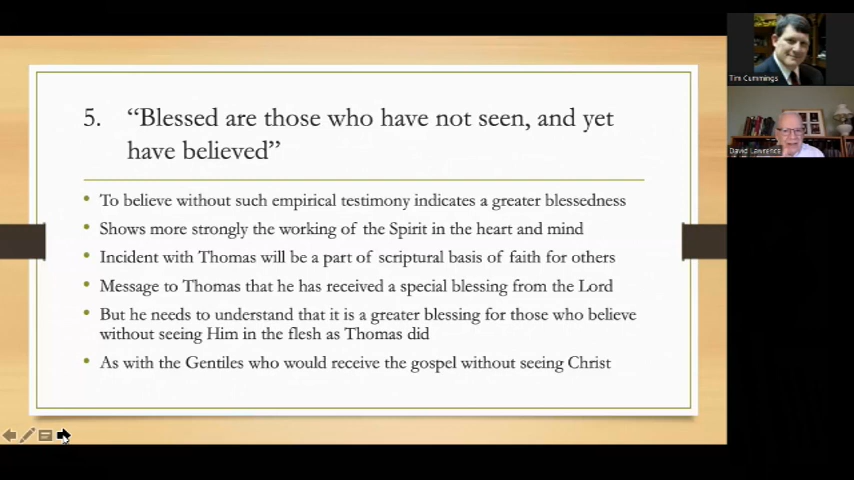 5. “Blessed are those who have not seen, and yet
have believed”
• To believe without such empirical testimony indicates a greater blessedness
• Shows more strongly the working of the Spirit in the heart and mind
• Incident with Thomas will be a part of scriptural basis of faith for others
• Message to Thomas that he has received a special blessing from the Lord
• But he needs to understand that it is a greater blessing for those who believe
without seeing Him in the flesh as Thomas did
• As with the Gentiles who would receive the gospel without seeing Christ
Tim Cummings
David Lawrence